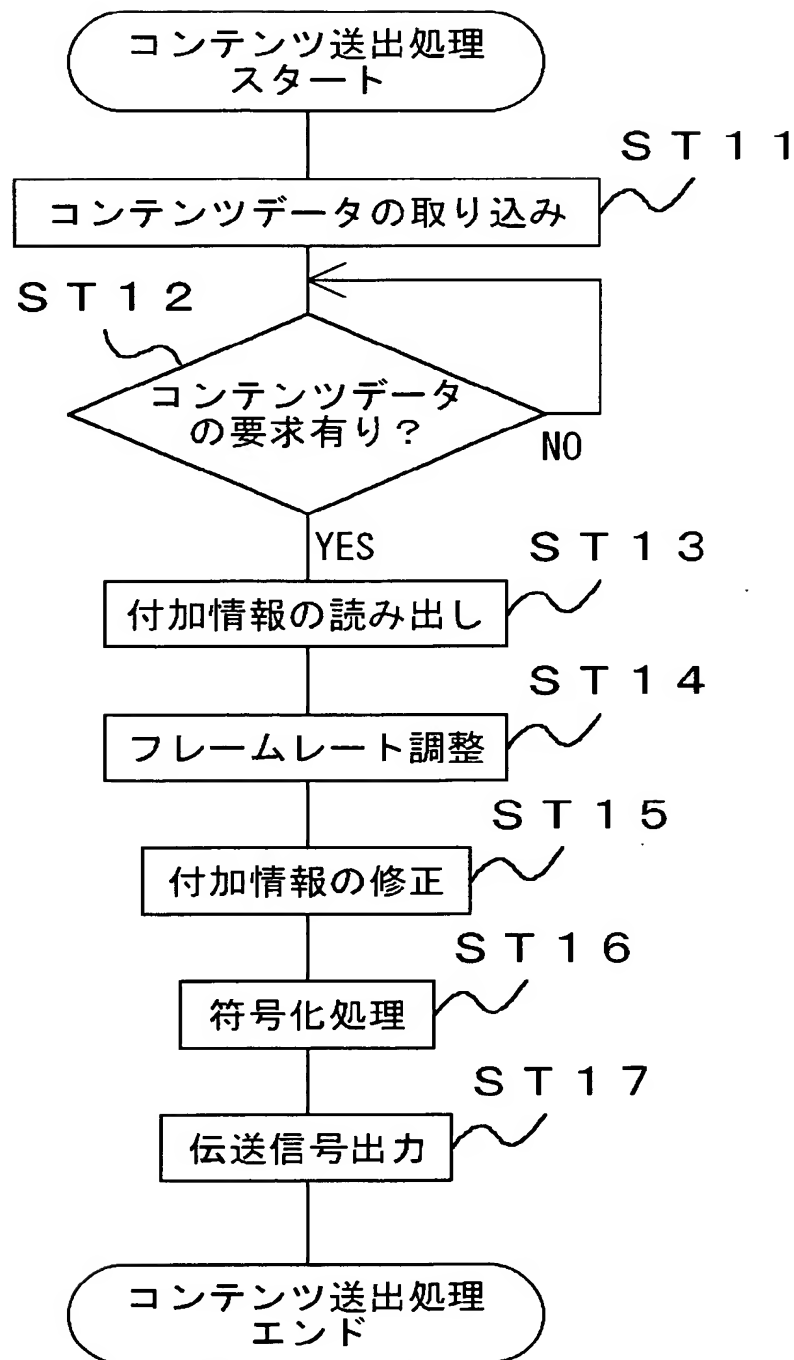 コンテンツ送出処理
スタート
ＳＴ１１
コンテンツデータの取り込み
ＳＴ１２
コンテンツデータ
の要求有り？
NO
YES
ＳＴ１３
付加情報の読み出し
ＳＴ１４
フレームレート調整
ＳＴ１５
付加情報の修正
ＳＴ１６
符号化処理
ＳＴ１７
伝送信号出力
コンテンツ送出処理
エンド